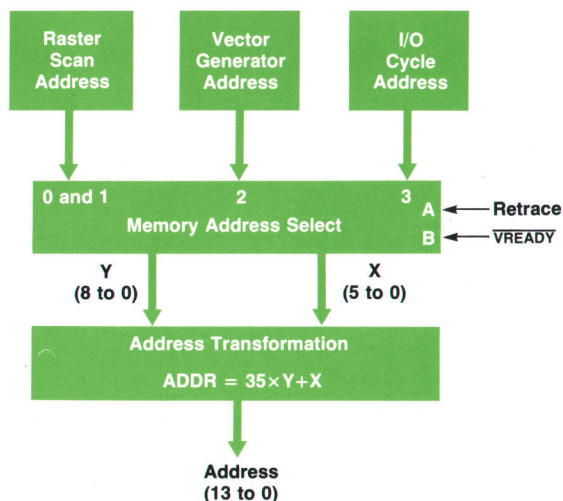 Raster
Scan
Address
Vector
Generator
Address
I/O
Cycle
Address
0 and 1 2 3
A Retrace
Memory Address Select
B VREADY
Y
(8 to 0)
X
(5 to 0)
Address Transformation
ADDR = 35×Y+X
Address
(13 to 0)